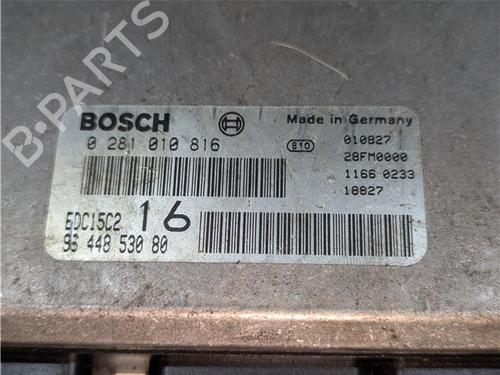 B-PARTS
BOSCH
Made in Germany
0 281 010 816
810
010827
28FM0000
1166 0233
18827
EDC15C2
16
96 448 530 80